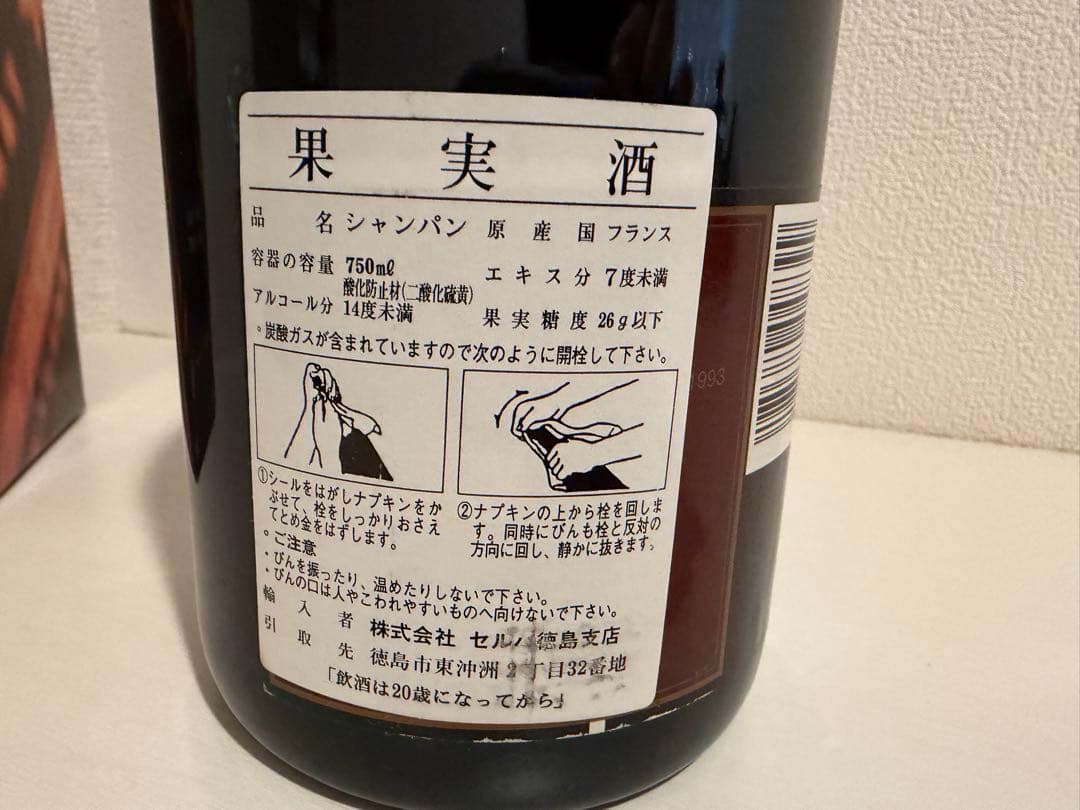 果実酒
品名 シャンパン 原産国 フランス
容器の容量 750mℓ エキス分 7度未満
酸化防止材(二酸化硫黄)
アルコール分 14度未満 果実糖度 26g以下
◦炭酸ガスが含まれていますので次のように開栓して下さい。
①シールをはがしナプキンをか
ぶせて、栓をしっかりおさえ
てとめ金をはずします。
②ナプキンの上から栓を回しま
す。同時にびんも栓と反対の
方向に回し、静かに抜きます。
◦ご注意
・びんを振ったり、温めたりしないで下さい。
・びんの口は人やこわれやすいものへ向けないで下さい。
輸入者 株式会社 セルバ徳島支店
引取先 徳島市東沖洲2丁目32番地
「飲酒は20歳になってから」
1993